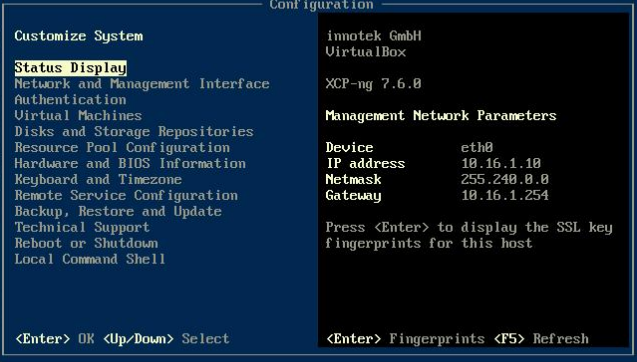 Configuration
Customize System
Status Display
Network and Management Interface
Authentication
Virtual Machines
Disks and Storage Repositories
Resource Pool Configuration
Hardware and BIOS Information
Keyboard and Timezone
Remote Service Configuration
Backup, Restore and Update
Technical Support
Reboot or Shutdown
Local Command Shell
<Enter> OK <Up/Down> Select
innotek GmbH
VirtualBox
XCP-ng 7.6.0
Management Network Parameters
Device eth0
IP address 10.16.1.10
Netmask 255.240.0.0
Gateway 10.16.1.254
Press <Enter> to display the SSL key
fingerprints for this host
<Enter> Fingerprints <F5> Refresh